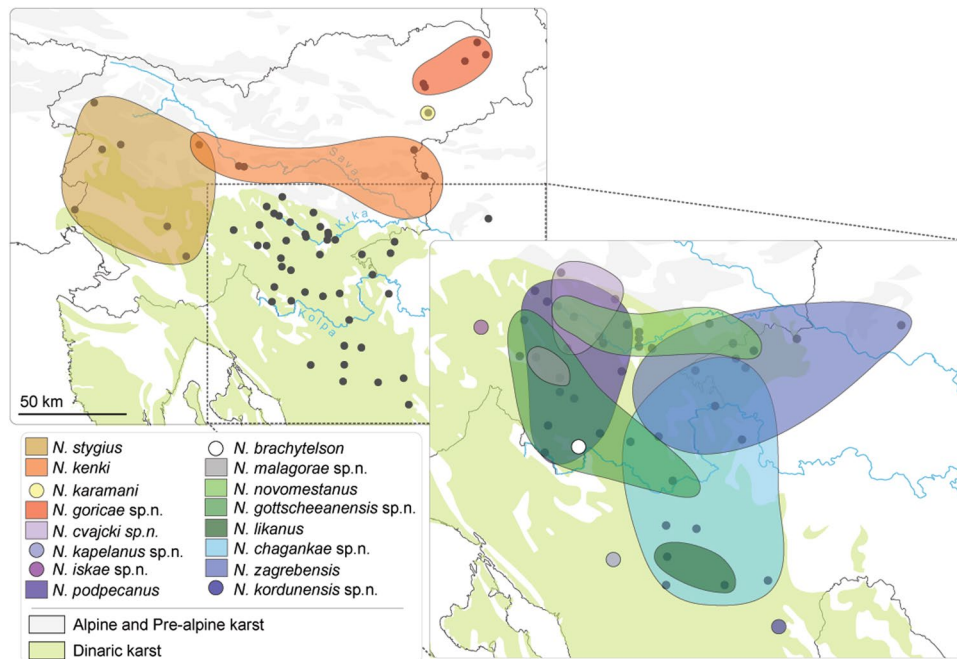 Sava
Krka
Kolpa
50 km
N. stygius
N. kenki
N. karamani
N. goricae sp.n.
N. cvajcki sp.n.
N. kapelanus sp.n.
N. iskae sp.n.
N. podpecanus
N. brachytelson
N. malagorae sp.n.
N. novomestanus
N. gottscheeanensis sp.n.
N. likanus
N. chagankae sp.n.
N. zagrebensis
N. kordunensis sp.n.
Alpine and Pre-alpine karst
Dinaric karst